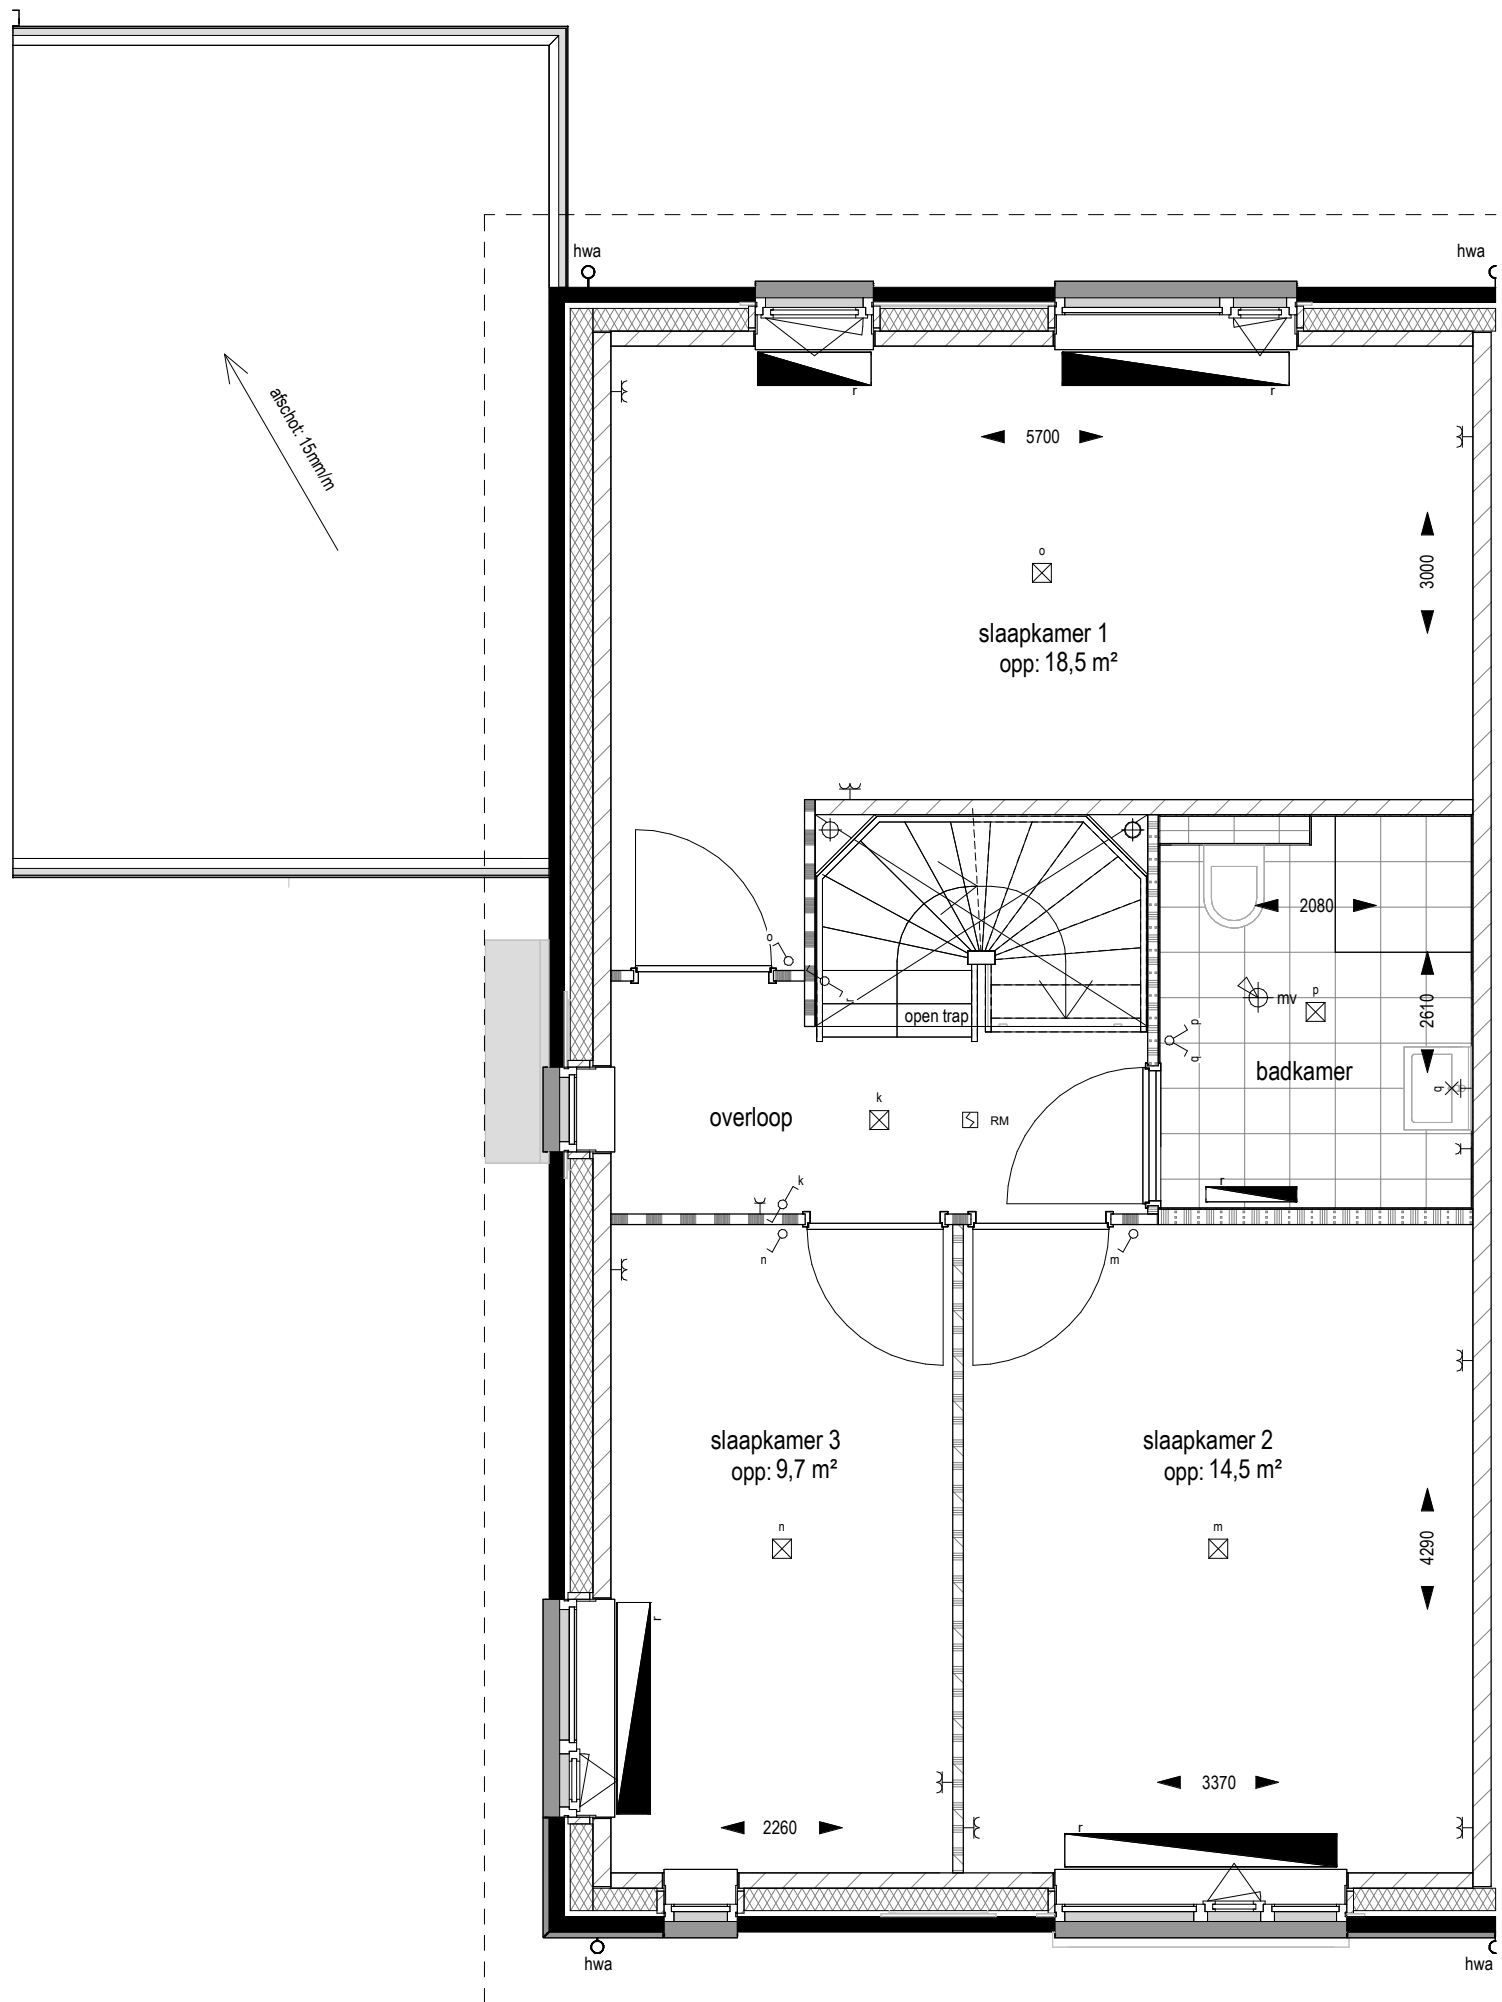 hwa
hwa
r
r
afschot: 15mm/m
5700
3000
o
slaapkamer 1
opp: 18,5 m²
2080
o
r
open trap
mv
p
2610
p
q
badkamer
q
k
overloop
RM
r
k
n
m
slaapkamer 3
opp: 9,7 m²
slaapkamer 2
opp: 14,5 m²
n
m
4290
r
3370
2260
r
hwa
hwa